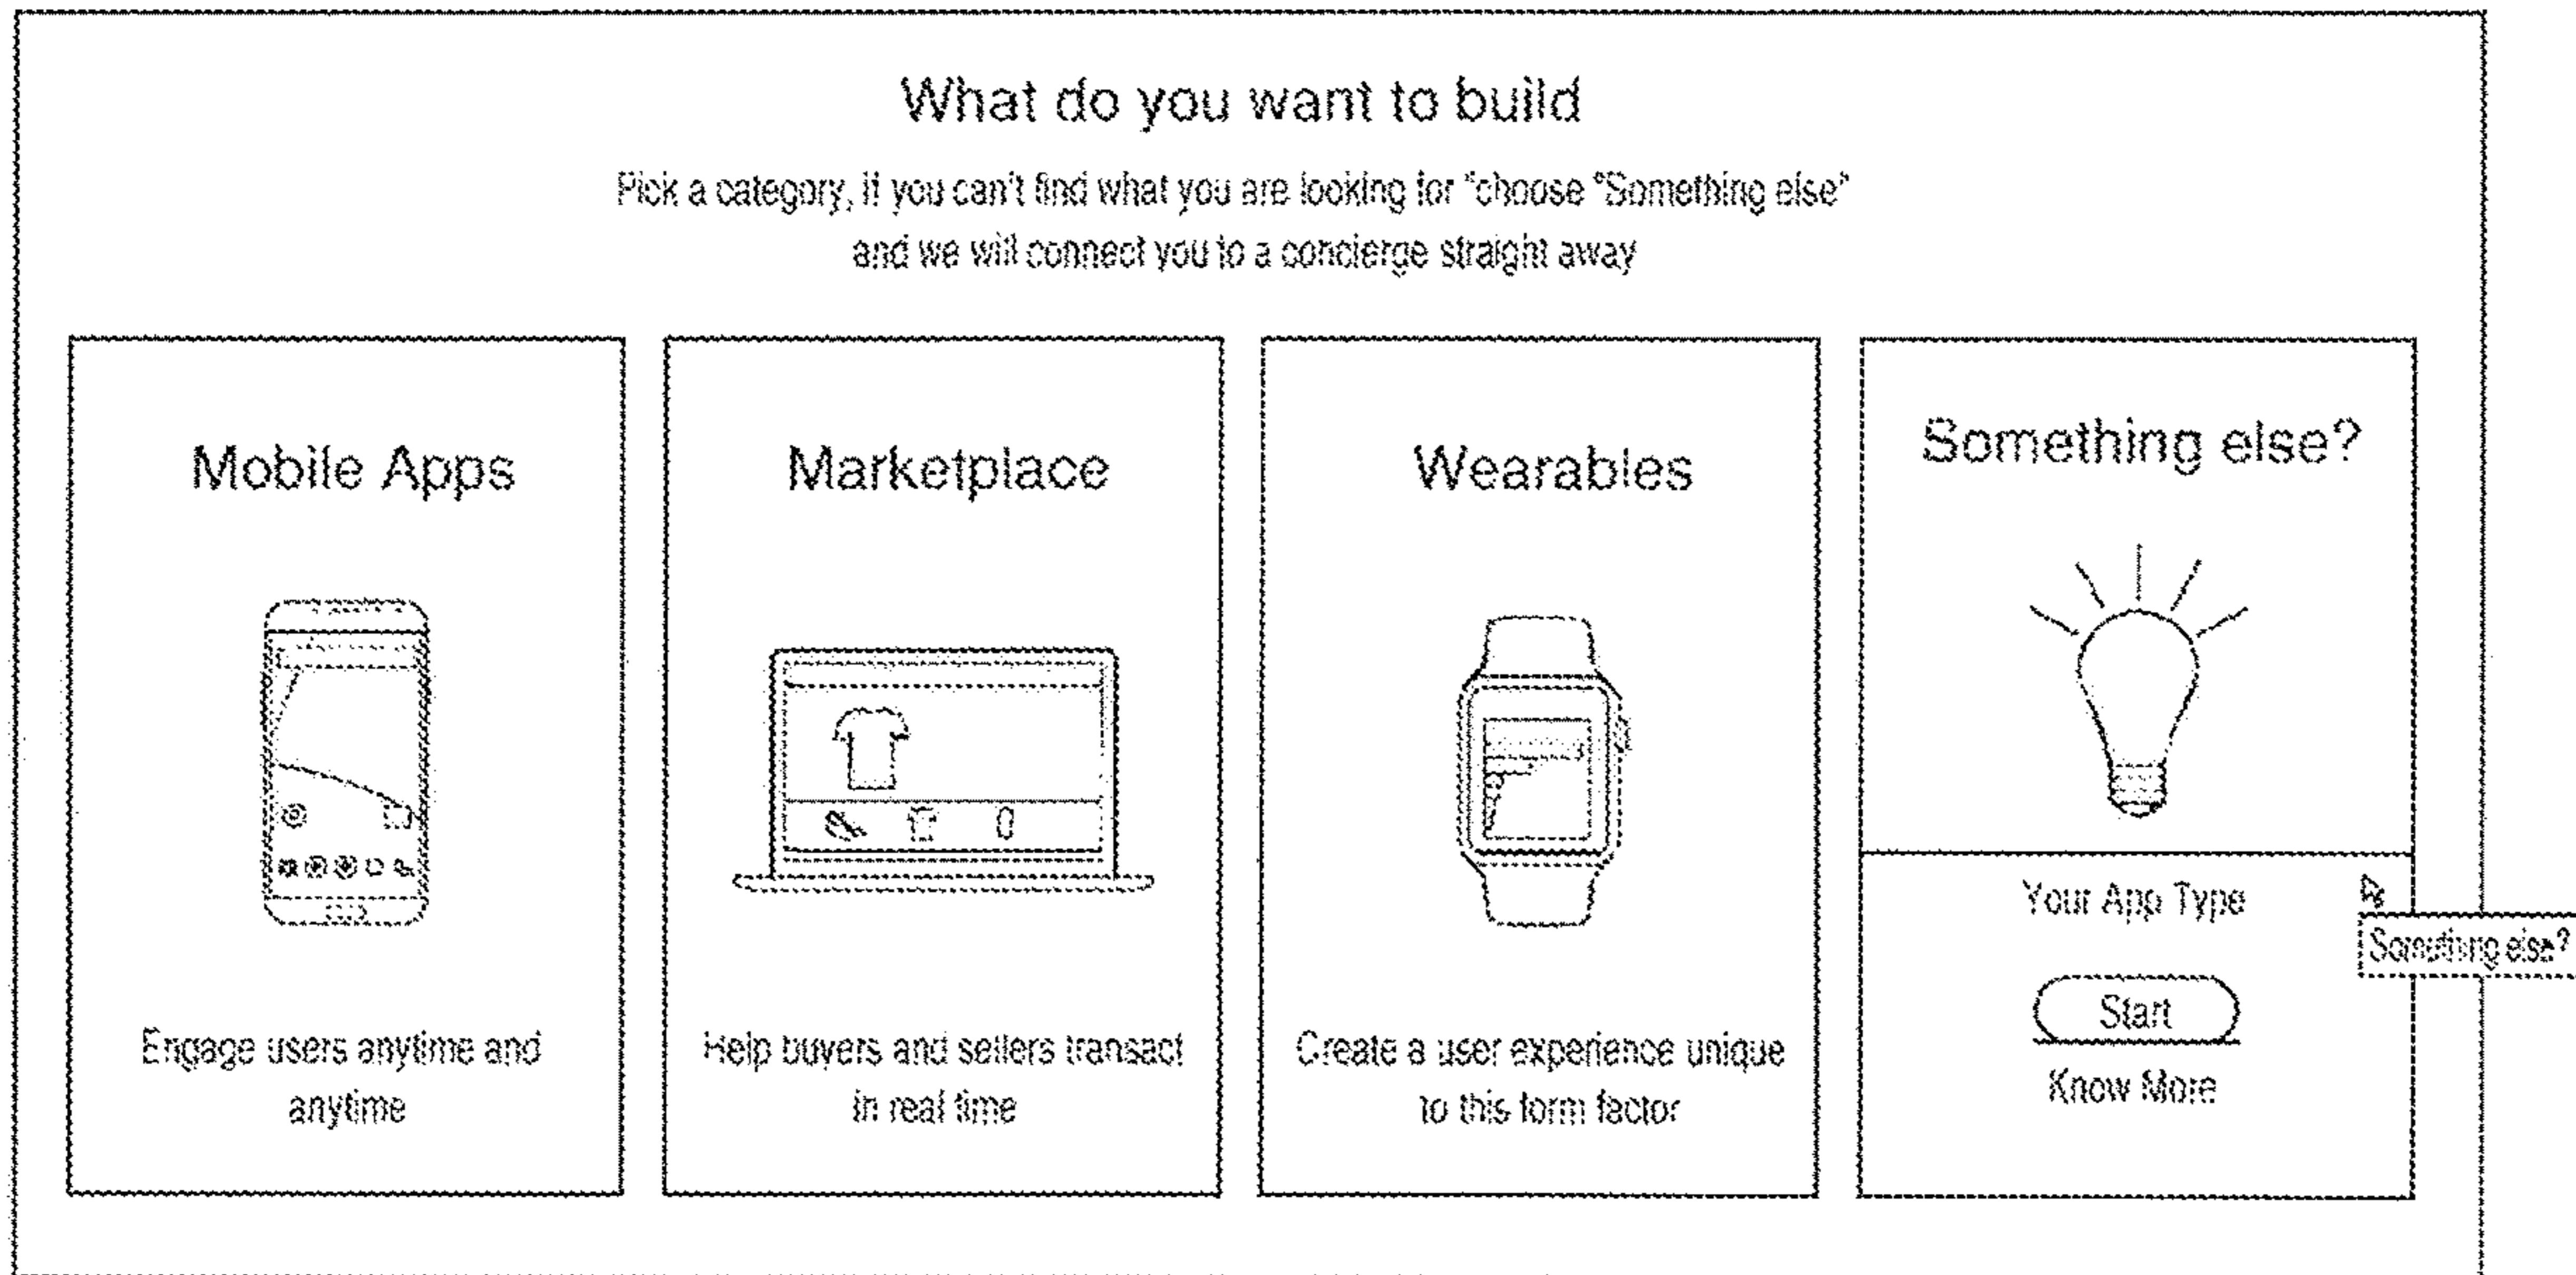 What do you want to build
Pick a category, if you can't find what you are looking for "choose "Something else"
and we will connect you to a concierge straight away
Mobile Apps
Marketplace
Wearables
Something else?
Engage users anytime and
anytime
Help buyers and sellers transact
in real time
Create a user experience unique
to this form factor
Your App Type
Something else?
Start
Know More